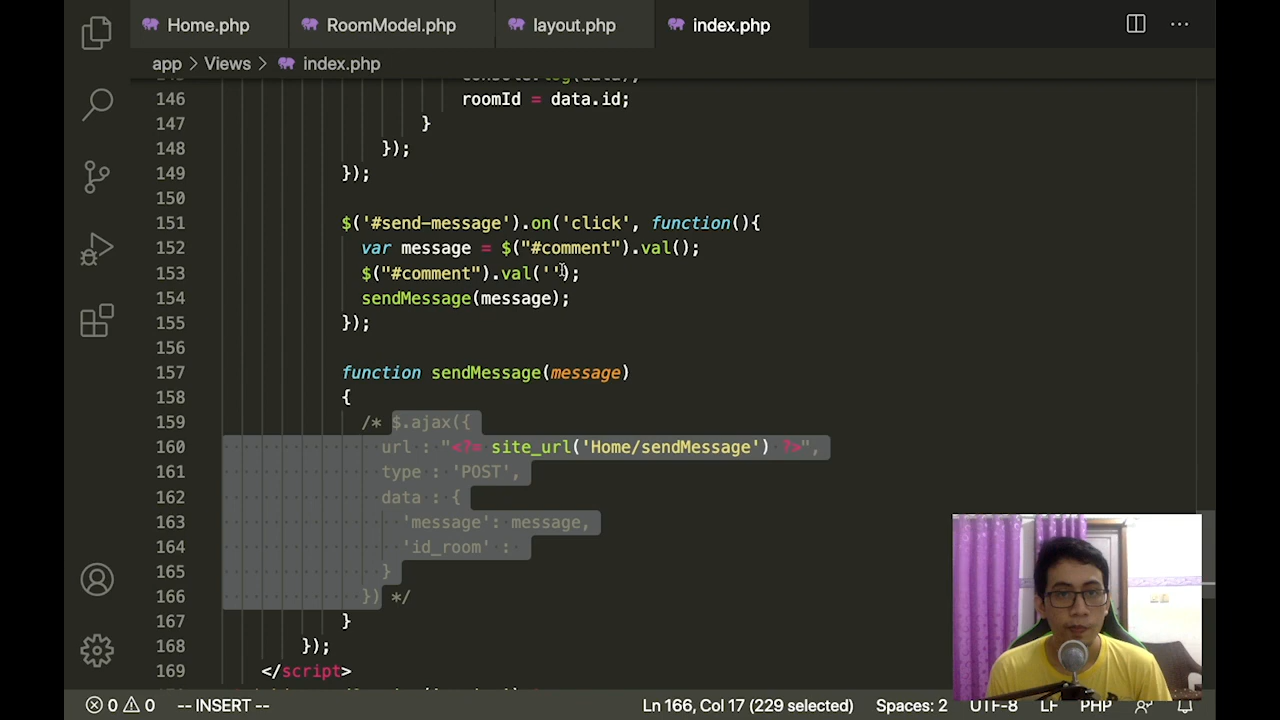 Home.php RoomModel.php layout.php index.php ...
app > Views > index.php
146 roomId = data.id;
147 }
148 });
149 });
150
151 $('#send-message').on('click', function(){
152 var message = $("#comment").val();
153 $("#comment").val('');
154 sendMessage(message);
155 });
156
157 function sendMessage(message)
158 {
159 /* $.ajax({
160 url : "<?= site_url('Home/sendMessage') ?>",
161 type : 'POST',
162 data : {
163 'message': message,
164 'id_room' :
165 }
166 }) */
167 }
168 });
169 </script>
0 0 -- INSERT -- Ln 166, Col 17 (229 selected) Spaces: 2 UTF-8 LF PHP